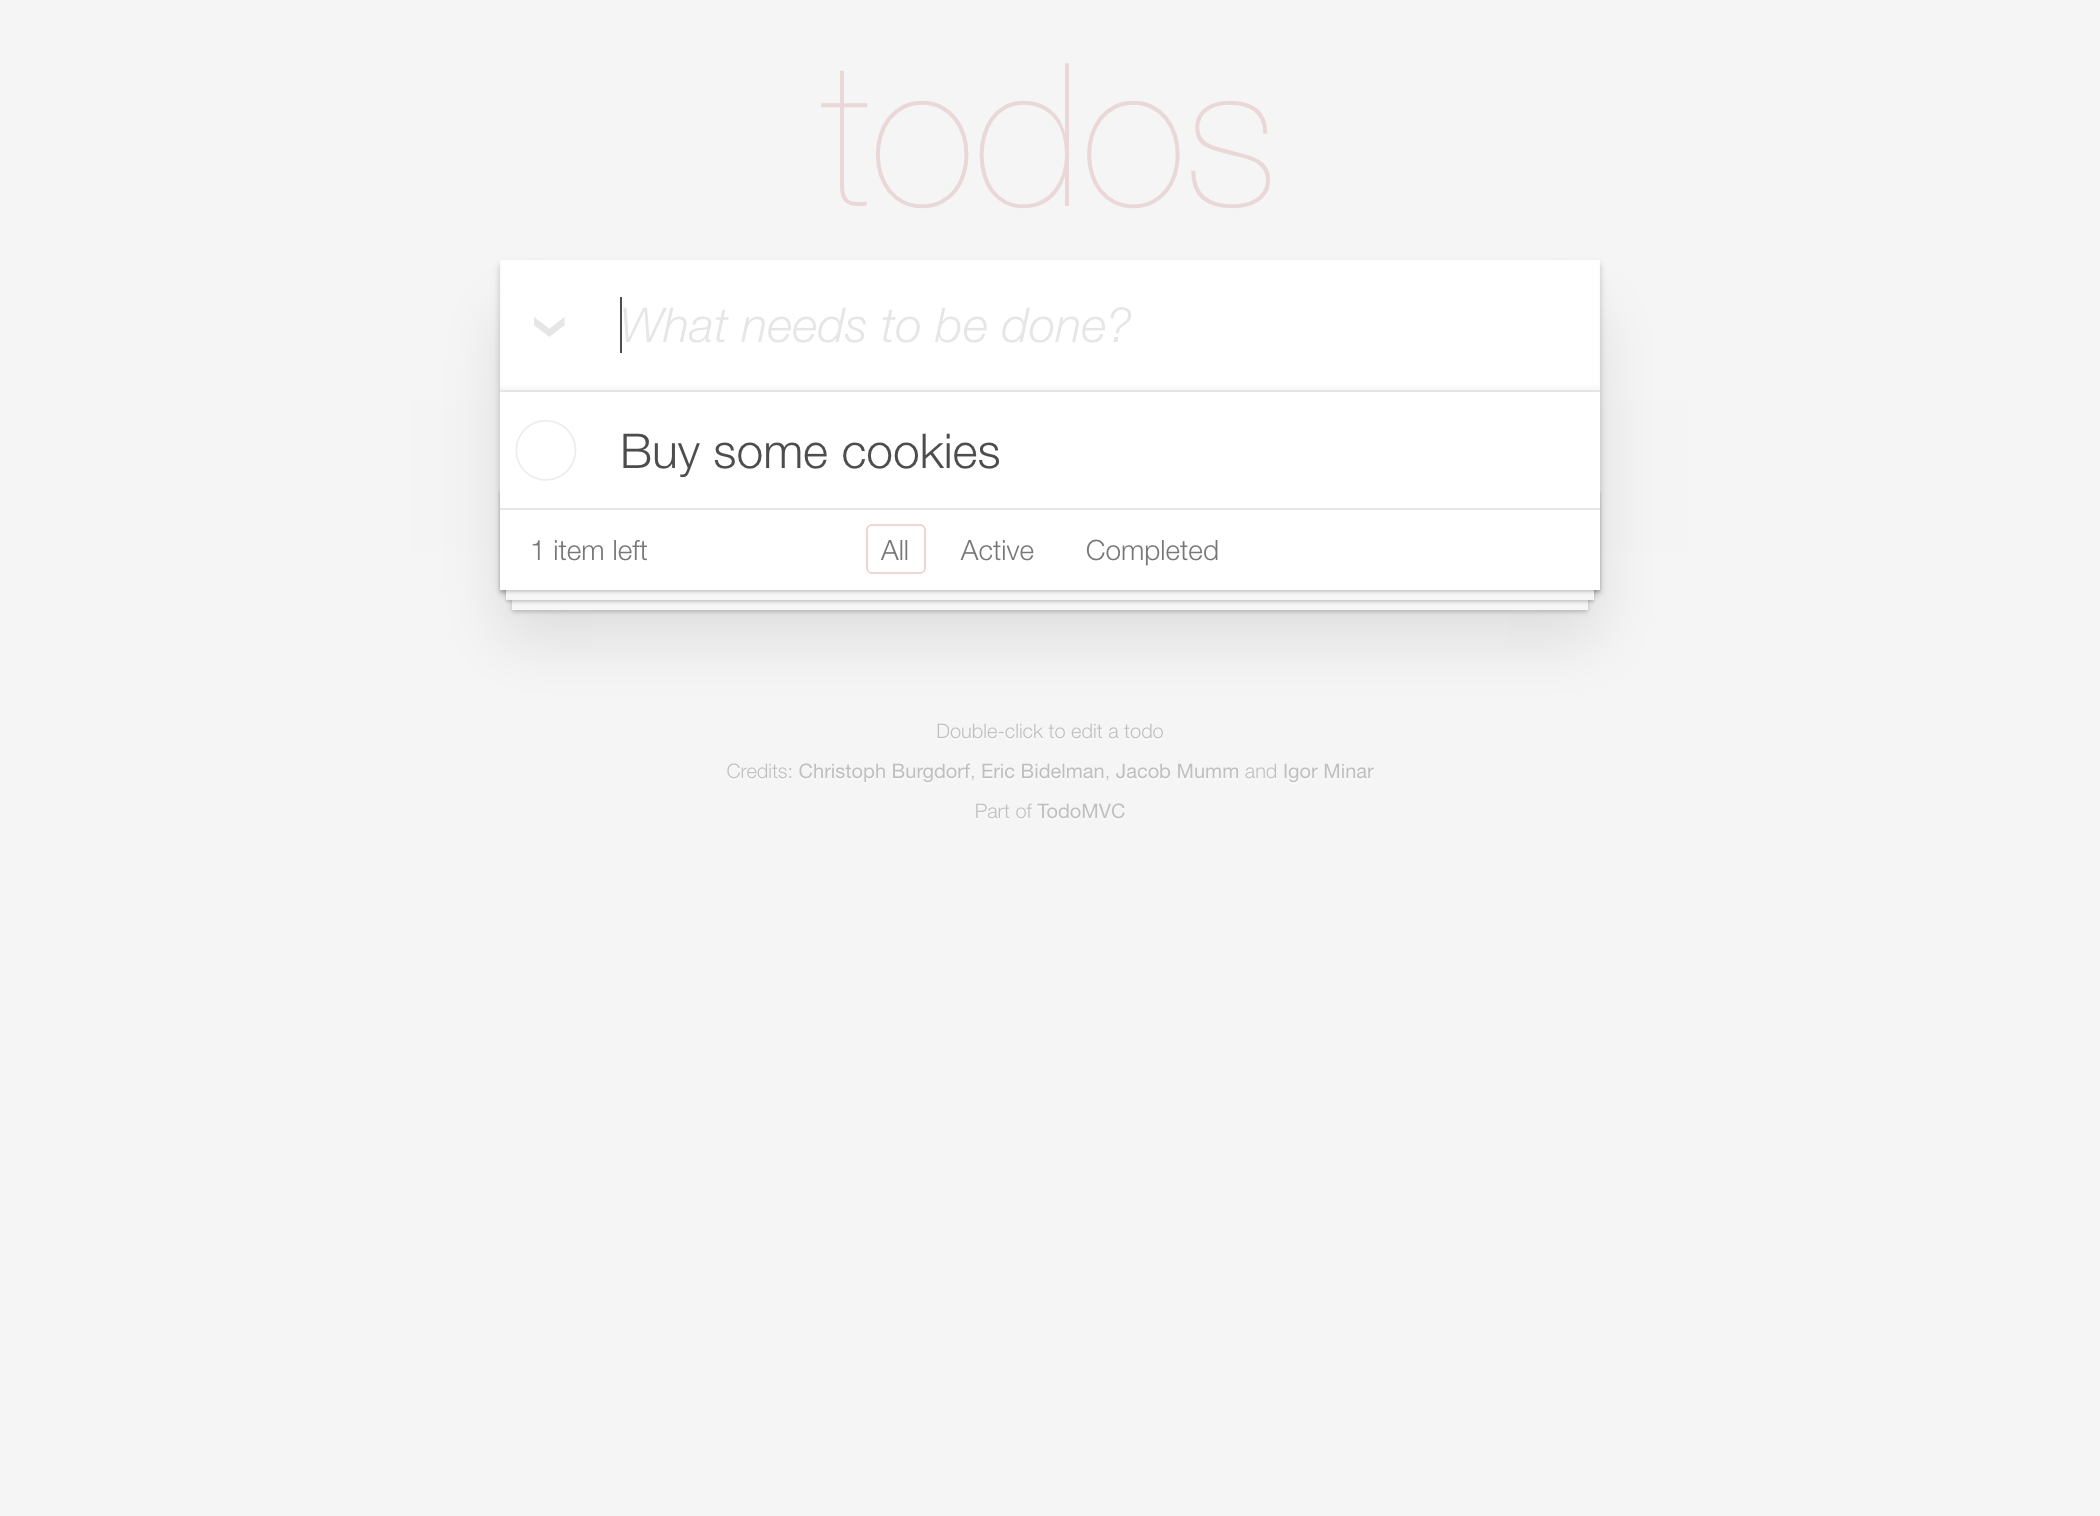 todos
What needs to be done?
Buy some cookies
1 item left All Active Completed
Double-click to edit a todo
Credits: Christoph Burgdorf, Eric Bidelman, Jacob Mumm and Igor Minar
Part of TodoMVC